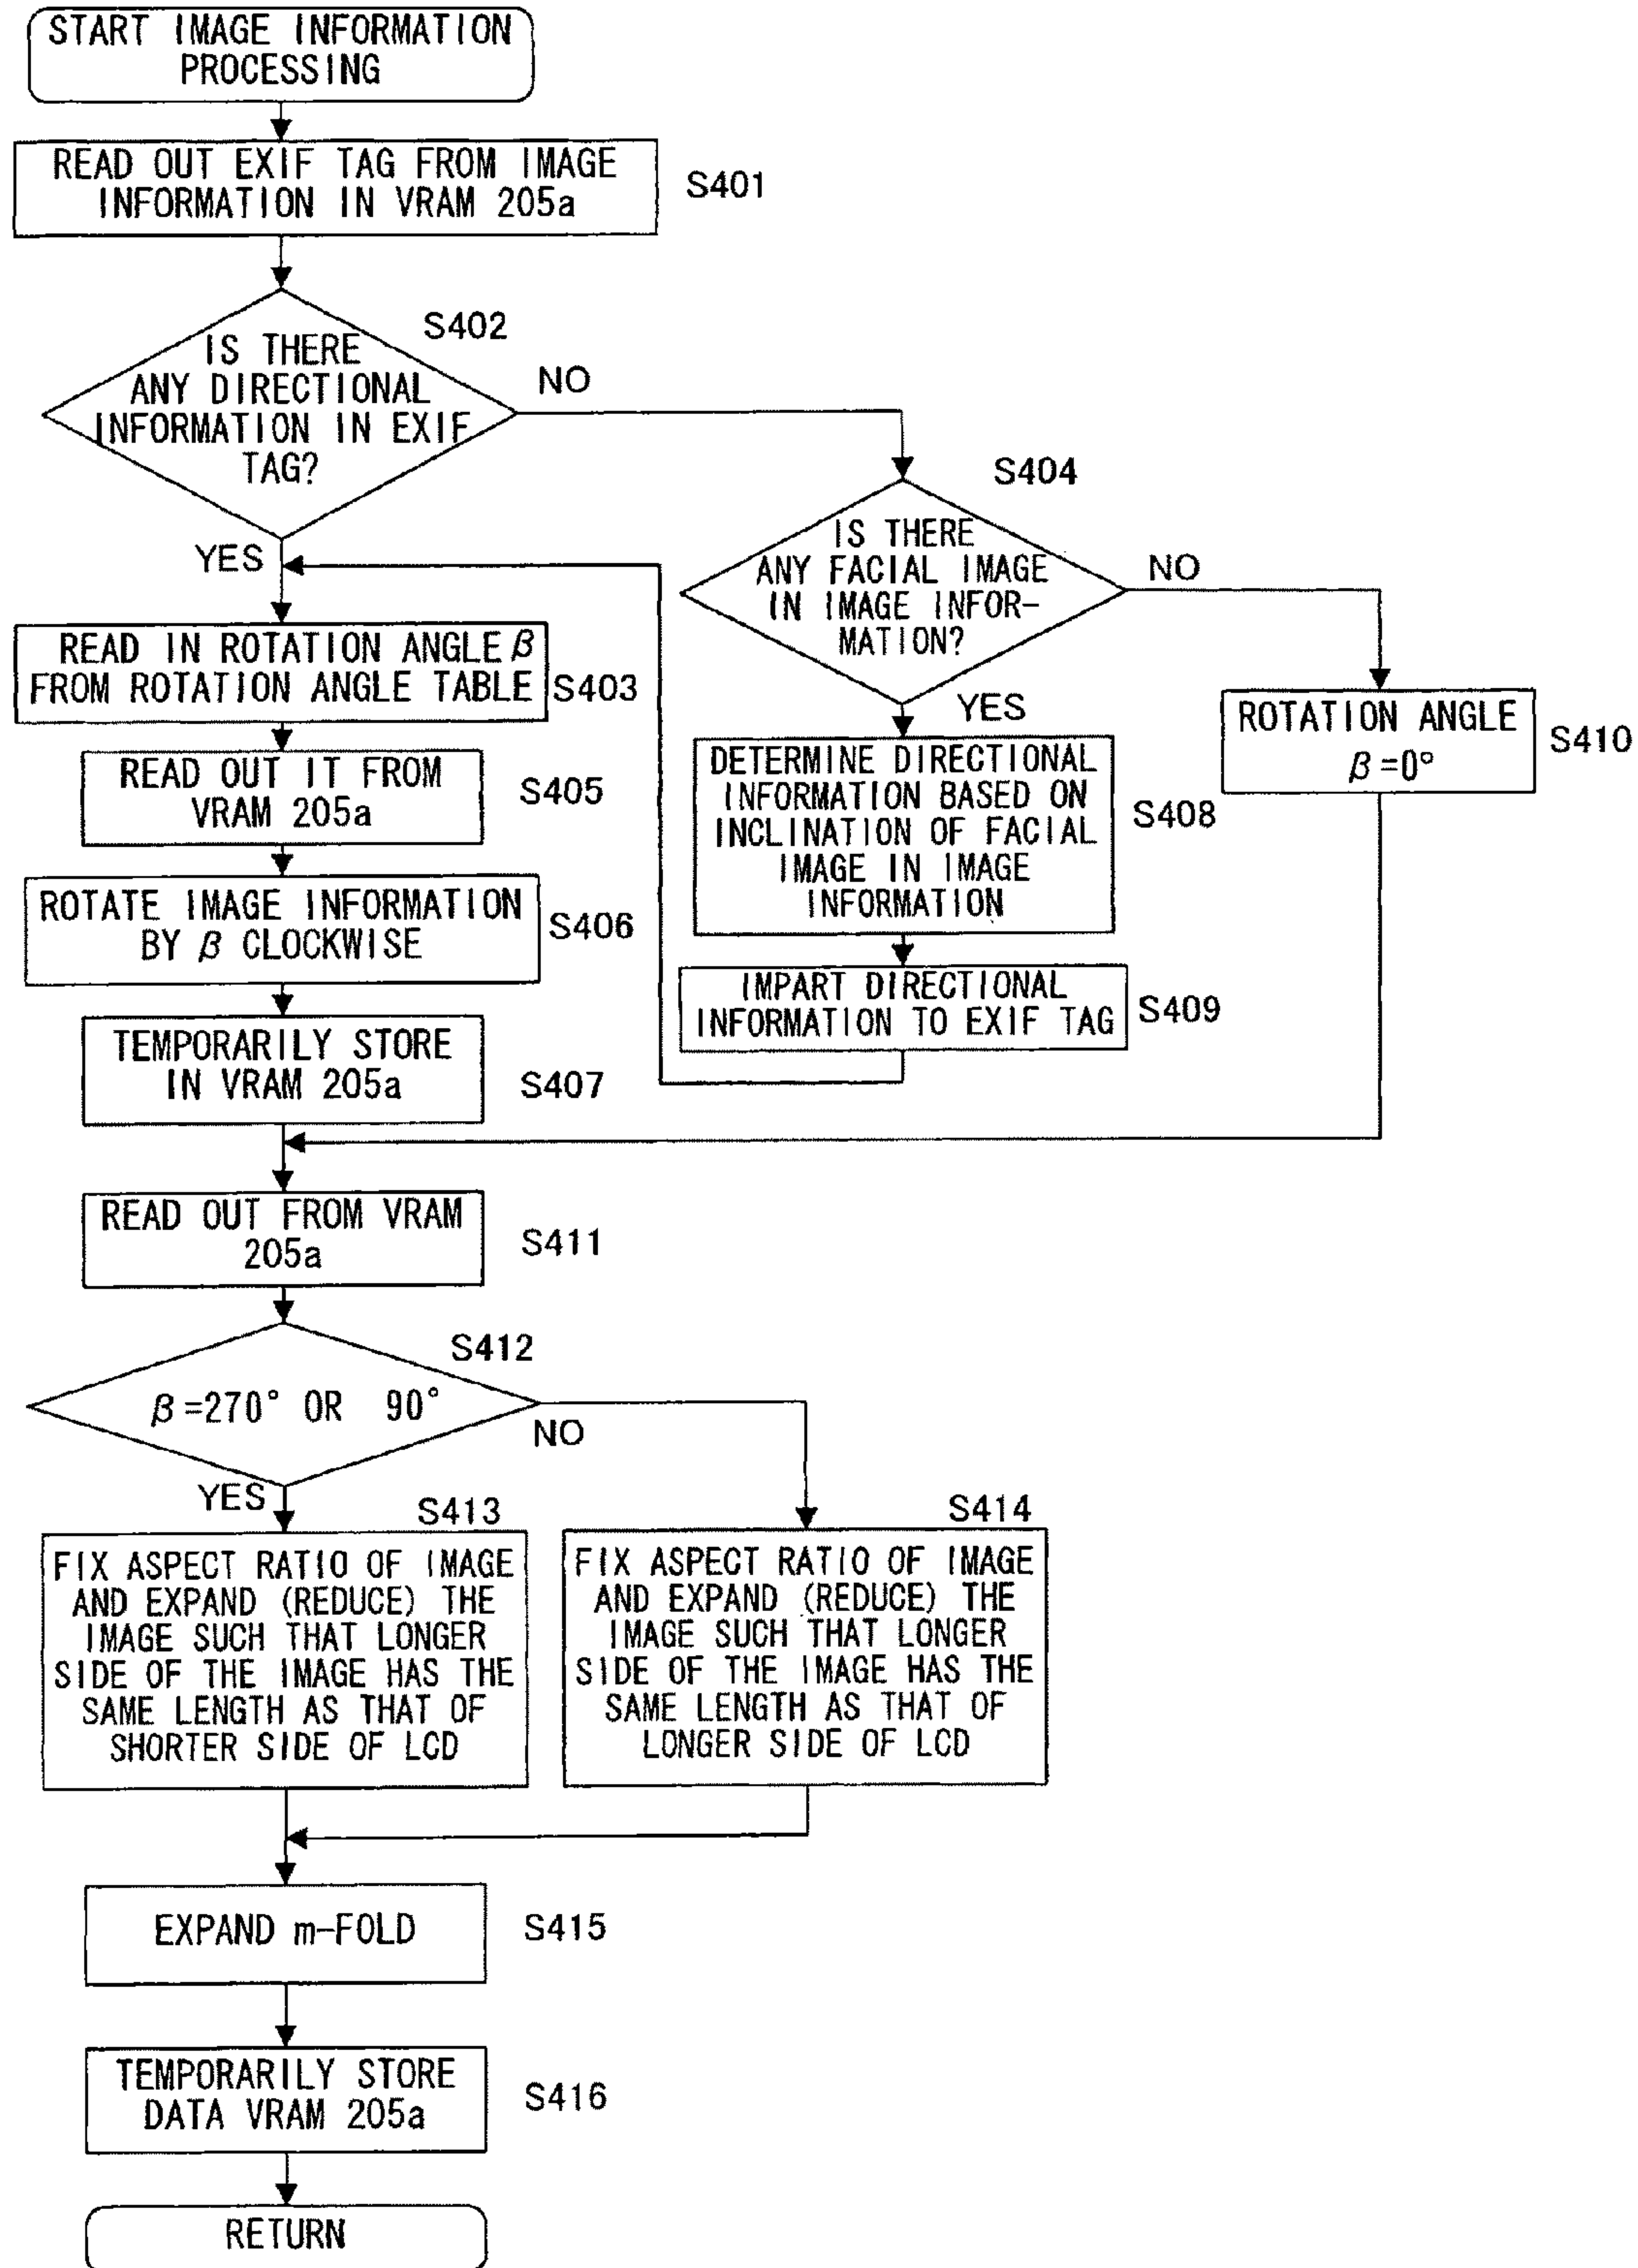 START IMAGE INFORMATION
PROCESSING
READ OUT EXIF TAG FROM IMAGE
INFORMATION IN VRAM 205a
S401
S402
IS THERE
ANY DIRECTIONAL
INFORMATION IN EXIF
TAG?
NO
YES
S404
IS THERE
ANY FACIAL IMAGE
IN IMAGE INFOR-
MATION?
NO
YES
READ IN ROTATION ANGLE β
FROM ROTATION ANGLE TABLE
S403
ROTATION ANGLE
β=0°
S410
READ OUT IT FROM
VRAM 205a
S405
DETERMINE DIRECTIONAL
INFORMATION BASED ON
INCLINATION OF FACIAL
IMAGE IN IMAGE
INFORMATION
S408
ROTATE IMAGE INFORMATION
BY β CLOCKWISE
S406
IMPART DIRECTIONAL
INFORMATION TO EXIF TAG
S409
TEMPORARILY STORE
IN VRAM 205a
S407
READ OUT FROM VRAM
205a
S411
S412
β=270° OR 90°
NO
YES
S413
FIX ASPECT RATIO OF IMAGE
AND EXPAND (REDUCE) THE
IMAGE SUCH THAT LONGER
SIDE OF THE IMAGE HAS THE
SAME LENGTH AS THAT OF
SHORTER SIDE OF LCD
S414
FIX ASPECT RATIO OF IMAGE
AND EXPAND (REDUCE) THE
IMAGE SUCH THAT LONGER
SIDE OF THE IMAGE HAS THE
SAME LENGTH AS THAT OF
LONGER SIDE OF LCD
EXPAND m-FOLD
S415
TEMPORARILY STORE
DATA VRAM 205a
S416
RETURN